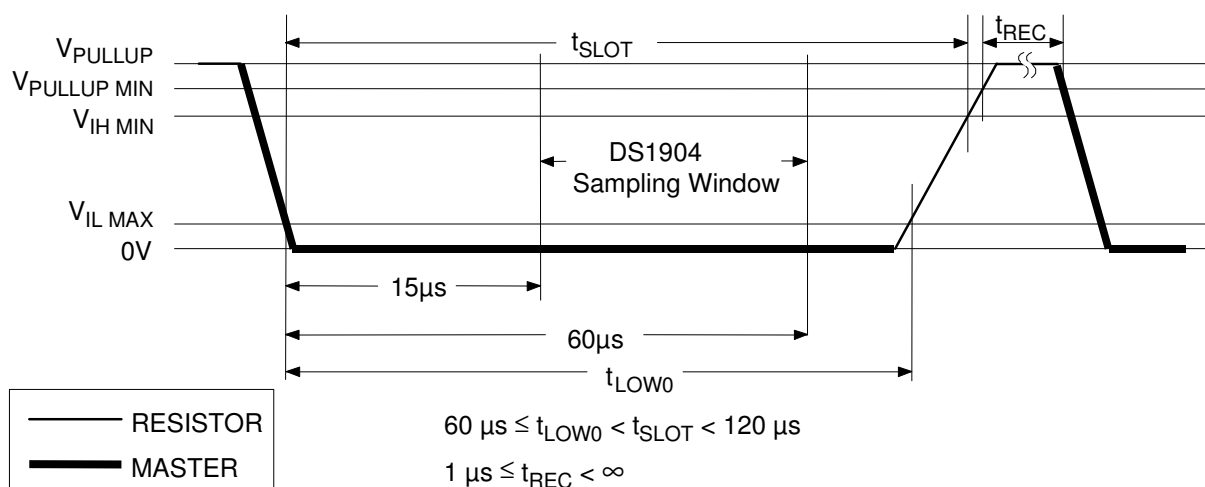 tSLOT
tREC
VPULLUP
VPULLUP MIN
VIH MIN
DS1904
Sampling Window
VIL MAX
0V
15µs
60µs
tLOW0
RESISTOR
MASTER
60 µs ≤ tLOW0 < tSLOT < 120 µs
1 µs ≤ tREC < ∞